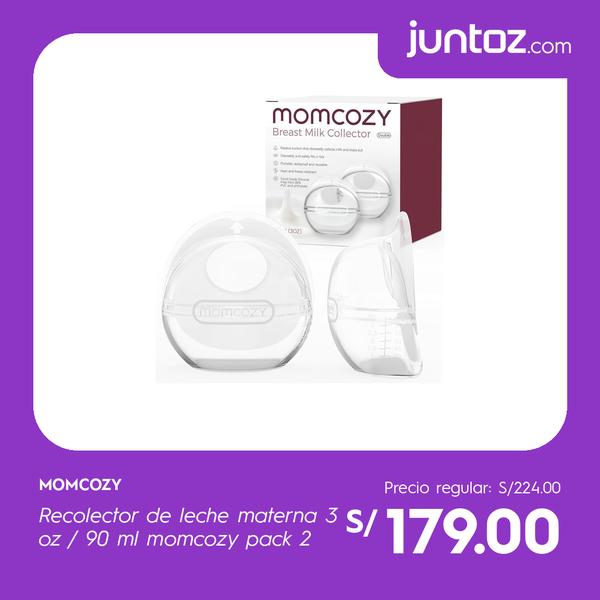 juntoz.com
momcozy
Breast Milk Collector
Double
MOMCOZY
MOMCOZY
Recolector de leche materna 3
oz / 90 ml momcozy pack 2
Precio regular: S/224.00
S/ 179.00